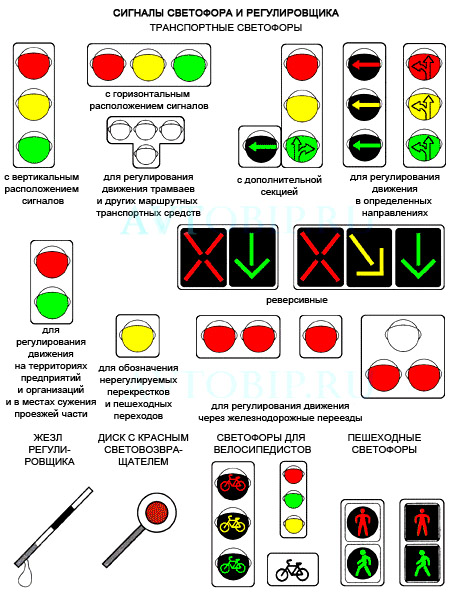 СИГНАЛЫ СВЕТОФОРА И РЕГУЛИРОВЩИКА
ТРАНСПОРТНЫЕ СВЕТОФОРЫ
с горизонтальным
расположением сигналов
с вертикальным
расположением
сигналов
для регулирования
движения трамваев
и других маршрутных
транспортных средств
с дополнительной
секцией
для регулирования
движения
в определенных
направлениях
AVTOBIP.RU
реверсивные
для
регулирования
движения
на территориях
предприятий
и организаций
и в местах сужения
проезжей части
для обозначения
нерегулируемых
перекрестков
и пешеходных
переходов
для регулирования движения
через железнодорожные переезды
AVTOBIP.RU
ЖЕЗЛ
РЕГУЛИ-
РОВЩИКА
ДИСК С КРАСНЫМ
СВЕТОВОЗВРА-
ЩАТЕЛЕМ
СВЕТОФОРЫ ДЛЯ
ВЕЛОСИПЕДИСТОВ
ПЕШЕХОДНЫЕ
СВЕТОФОРЫ